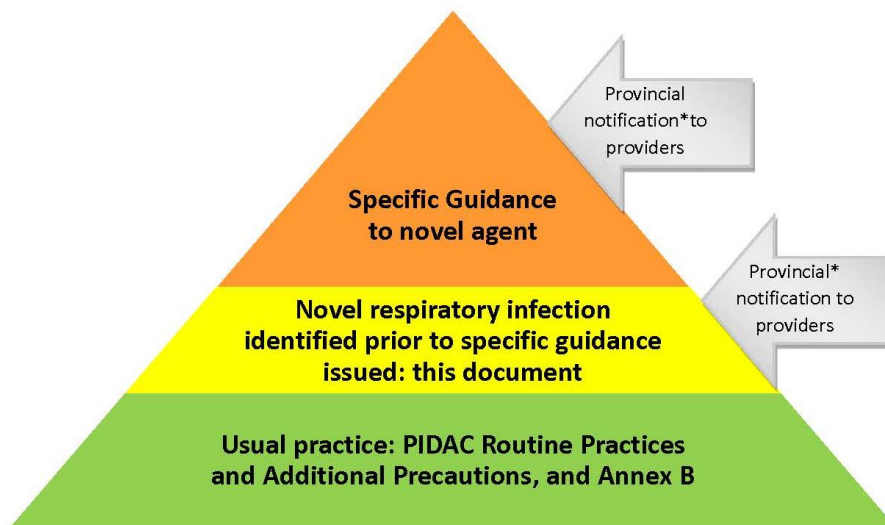 Provincial
notification*to
providers
Specific Guidance
to novel agent
Provincial*
notification to
providers
Novel respiratory infection
identified prior to specific guidance
issued: this document
Usual practice: PIDAC Routine Practices
and Additional Precautions, and Annex B